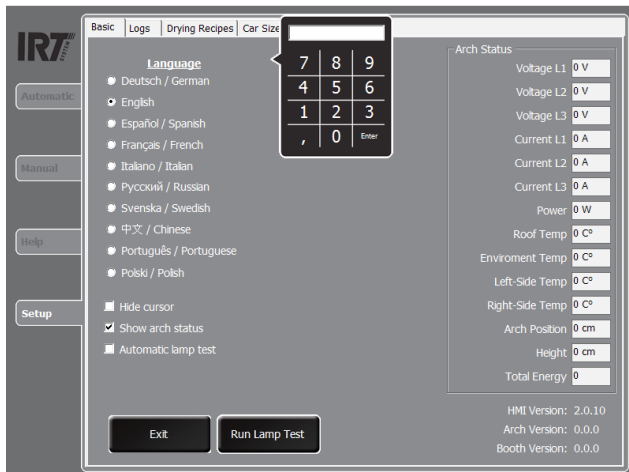 IRT SYSTEM
Automatic
Manual
Help
Setup
Basic Logs Drying Recipes Car Size
7 8 9
4 5 6
1 2 3
, 0 Enter
Language
Deutsch / German
English
Español / Spanish
Français / French
Italiano / Italian
Русский / Russian
Svenska / Swedish
中文 / Chinese
Português / Portuguese
Polski / Polish
Hide cursor
Show arch status
Automatic lamp test
Exit
Run Lamp Test
Arch Status
Voltage L1 0 V
Voltage L2 0 V
Voltage L3 0 V
Current L1 0 A
Current L2 0 A
Current L3 0 A
Power 0 W
Roof Temp 0 Cº
Enviroment Temp 0 Cº
Left-Side Temp 0 Cº
Right-Side Temp 0 Cº
Arch Position 0 cm
Height 0 cm
Total Energy 0
HMI Version: 2.0.10
Arch Version: 0.0.0
Booth Version: 0.0.0